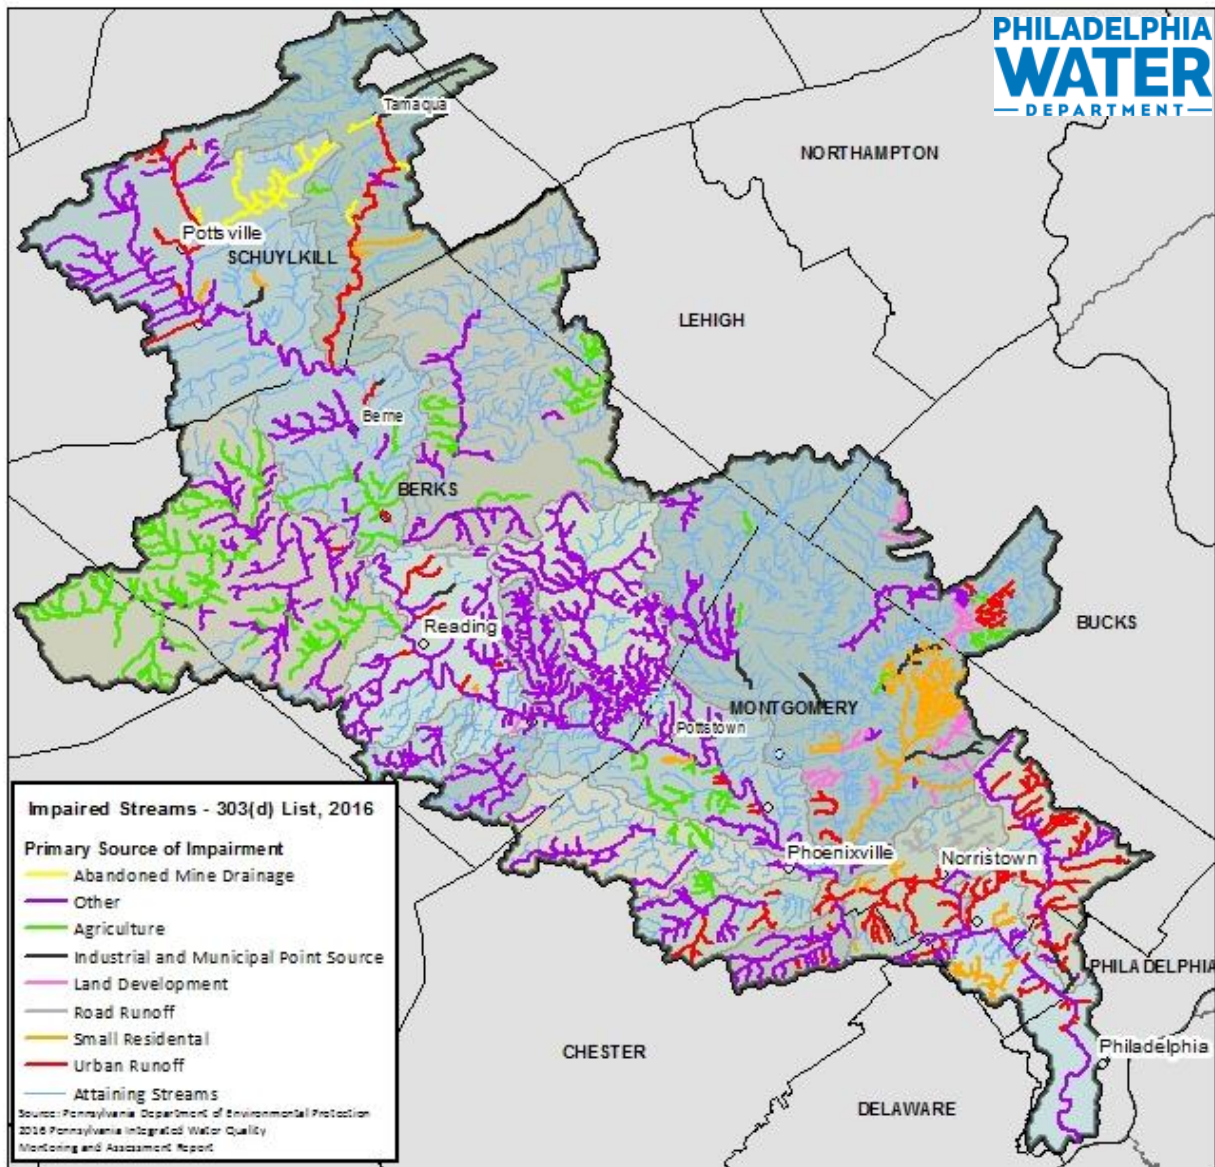 PHILADELPHIA
WATER
DEPARTMENT
Tamaqua
NORTHAMPTON
Pottsville
SCHUYLKILL
LEHIGH
Berne
BERKS
Reading
BUCKS
MONTGOMERY
Pottstown
Phoenixville
Norristown
PHILADELPHIA
Philadelphia
CHESTER
DELAWARE
Impaired Streams - 303(d) List, 2016
Primary Source of Impairment
Abandoned Mine Drainage
Other
Agriculture
Industrial and Municipal Point Source
Land Development
Road Runoff
Small Residental
Urban Runoff
Attaining Streams
Source: Pennsylvania Department of Environmental Protection
2016 Pennsylvania Integrated Water Quality
Monitoring and Assessment Report